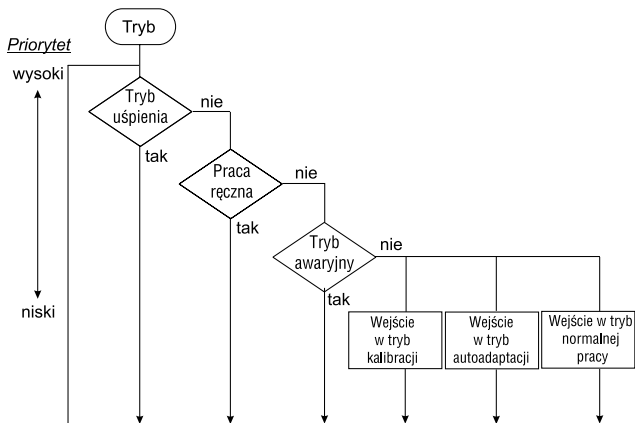 Tryb
Priorytet
wysoki
Tryb
uśpienia
nie
tak
Praca
ręczna
nie
tak
Tryb
awaryjny
nie
tak
niski
Wejście
w tryb
kalibracji
Wejście
w tryb
autoadaptacji
Wejście w tryb
normalnej
pracy